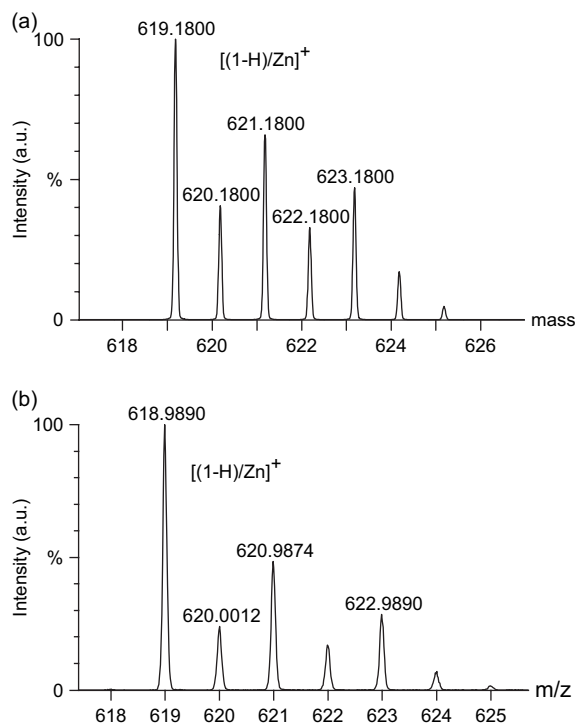 (a)
100
619.1800
[(1-H)/Zn]+
621.1800
623.1800
620.1800
622.1800
Intensity (a.u.)
%
0
mass
618 620 622 624 626
(b)
100
618.9890
[(1-H)/Zn]+
620.9874
622.9890
620.0012
Intensity (a.u.)
%
0
m/z
618 619 620 621 622 623 624 625